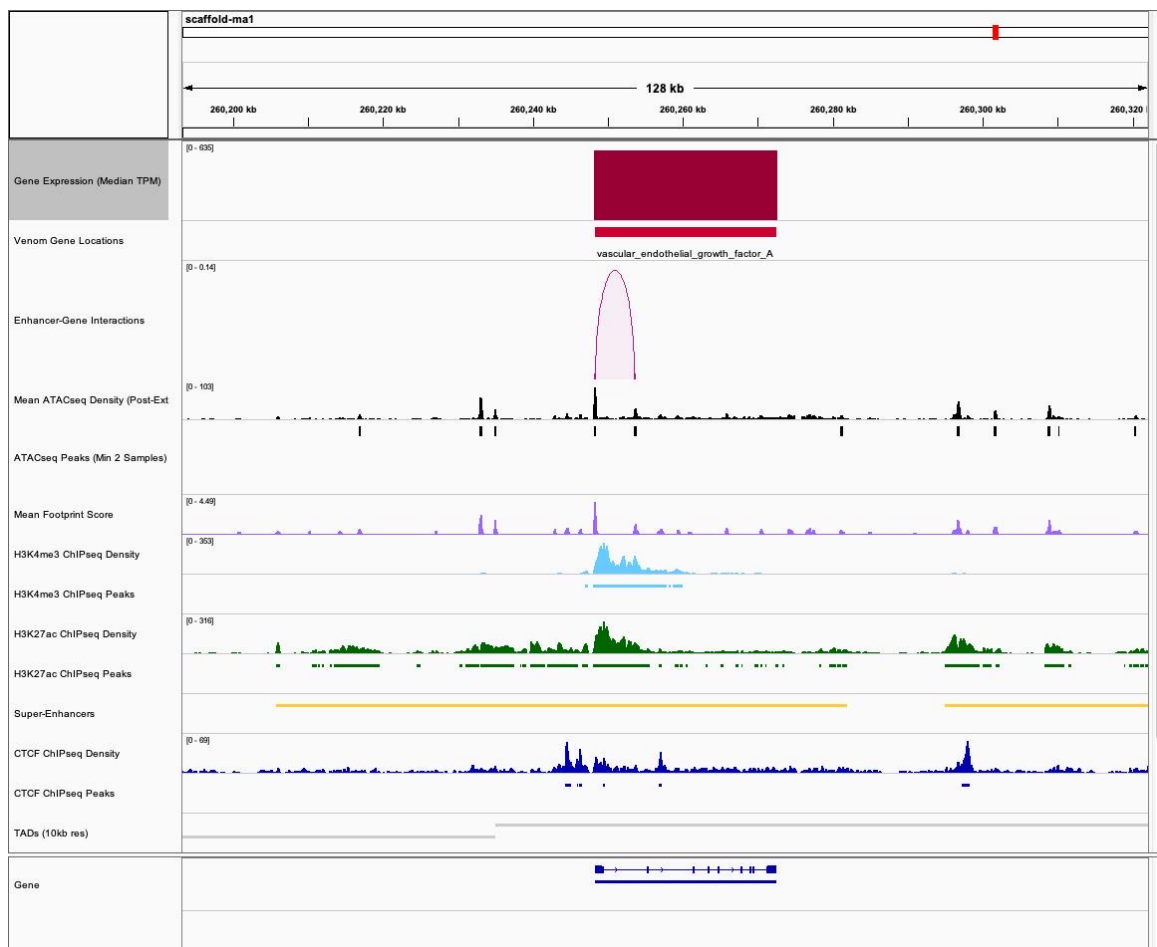 scaffold-ma1
128 kb
260,200 kb 260,220 kb 260,240 kb 260,260 kb 260,280 kb 260,300 kb 260,320
[0 - 635]
Gene Expression (Median TPM)
Venom Gene Locations
vascular_endothelial_growth_factor_A
[0 - 0.14]
Enhancer-Gene Interactions
[0 - 103]
Mean ATACseq Density (Post-Ext
ATACseq Peaks (Min 2 Samples)
[0 - 4.49]
Mean Footprint Score
[0 - 353]
H3K4me3 ChIPseq Density
H3K4me3 ChIPseq Peaks
[0 - 316]
H3K27ac ChIPseq Density
H3K27ac ChIPseq Peaks
Super-Enhancers
[0 - 69]
CTCF ChIPseq Density
CTCF ChIPseq Peaks
TADs (10kb res)
Gene